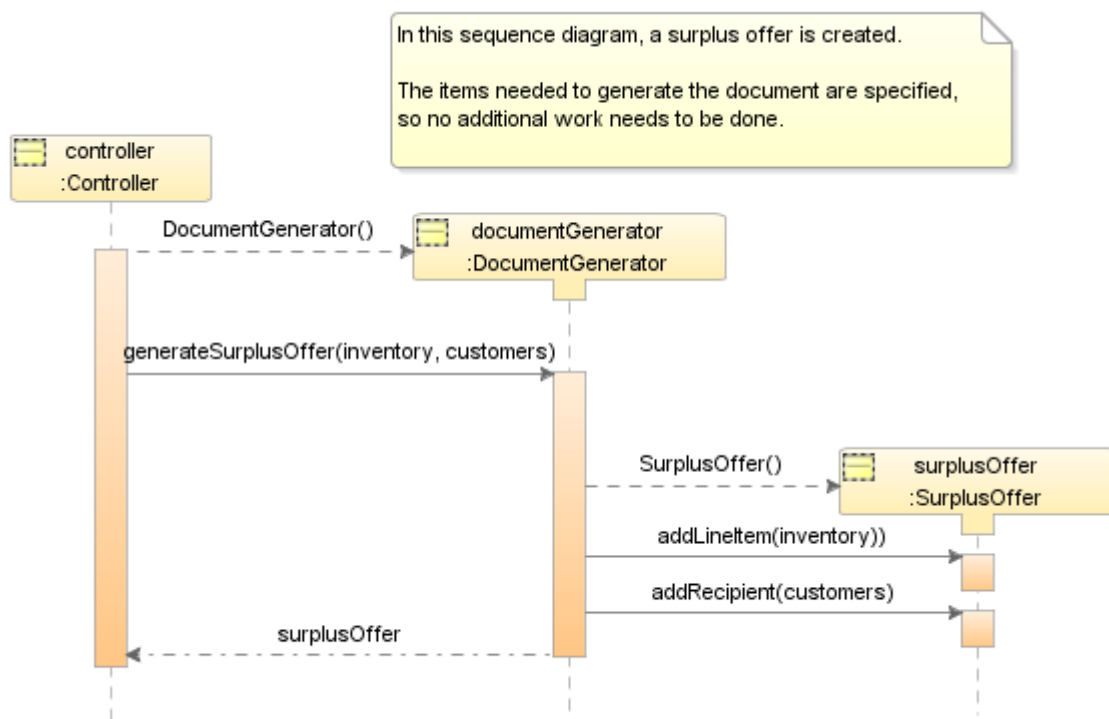 In this sequence diagram, a surplus offer is created.
The items needed to generate the document are specified,
so no additional work needs to be done.
controller
:Controller
DocumentGenerator()
documentGenerator
:DocumentGenerator
generateSurplusOffer(inventory, customers)
SurplusOffer()
surplusOffer
:SurplusOffer
addLineItem(inventory))
addRecipient(customers)
surplusOffer